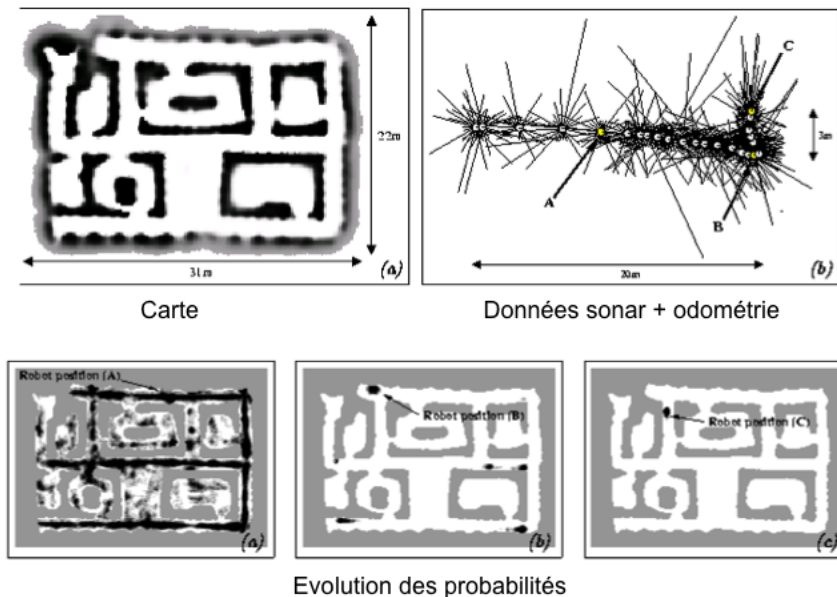 22m
31m
(a)
C
3m
A
B
20m
(b)
Carte
Données sonar + odométrie
Robot position (A)
(a)
Robot position (B)
(b)
Robot position (C)
(c)
Evolution des probabilités